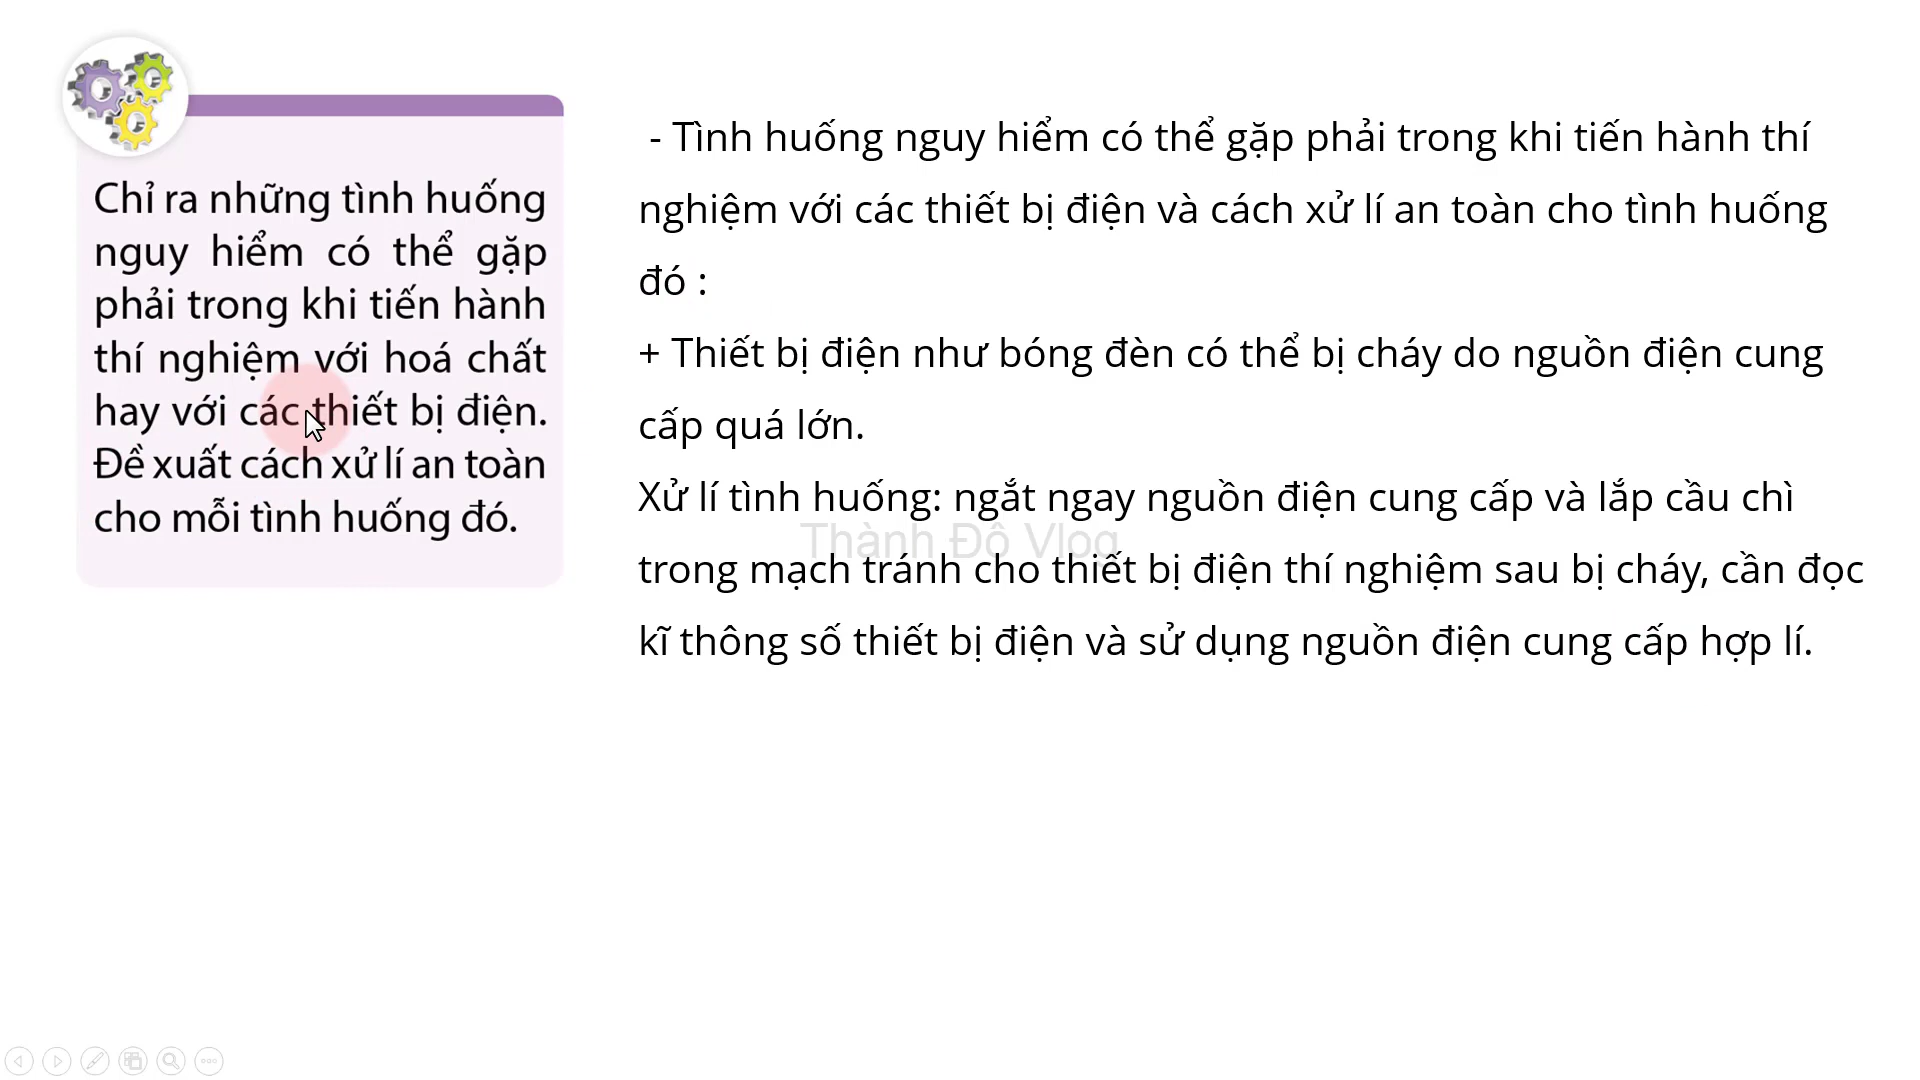 Chỉ ra những tình huống
nguy hiểm có thể gặp
phải trong khi tiến hành
thí nghiệm với hoá chất
hay với các thiết bị điện.
Đề xuất cách xử lí an toàn
cho mỗi tình huống đó.
- Tình huống nguy hiểm có thể gặp phải trong khi tiến hành thí
nghiệm với các thiết bị điện và cách xử lí an toàn cho tình huống
đó :
+ Thiết bị điện như bóng đèn có thể bị cháy do nguồn điện cung
cấp quá lớn.
Xử lí tình huống: ngắt ngay nguồn điện cung cấp và lắp cầu chì
Thành Đô Vlog
trong mạch tránh cho thiết bị điện thí nghiệm sau bị cháy, cần đọc
kĩ thông số thiết bị điện và sử dụng nguồn điện cung cấp hợp lí.